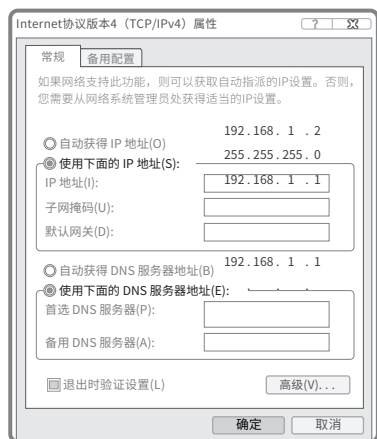 Internet协议版本4（TCP/IPv4）属性
?
常规 备用配置
如果网络支持此功能，则可以获取自动指派的IP设置。否则，
您需要从网络系统管理员处获得适当的IP设置。
192.168. 1 . 2
自动获得 IP 地址(O)
255.255.255. 0
使用下面的 IP 地址(S):
192.168. 1 . 1
IP 地址(I):
子网掩码(U):
默认网关(D):
192.168. 1 . 1
自动获得 DNS 服务器地址(B)
使用下面的 DNS 服务器地址(E):
首选 DNS 服务器(P):
备用 DNS 服务器(A):
退出时验证设置(L)
高级(V)...
确定 取消